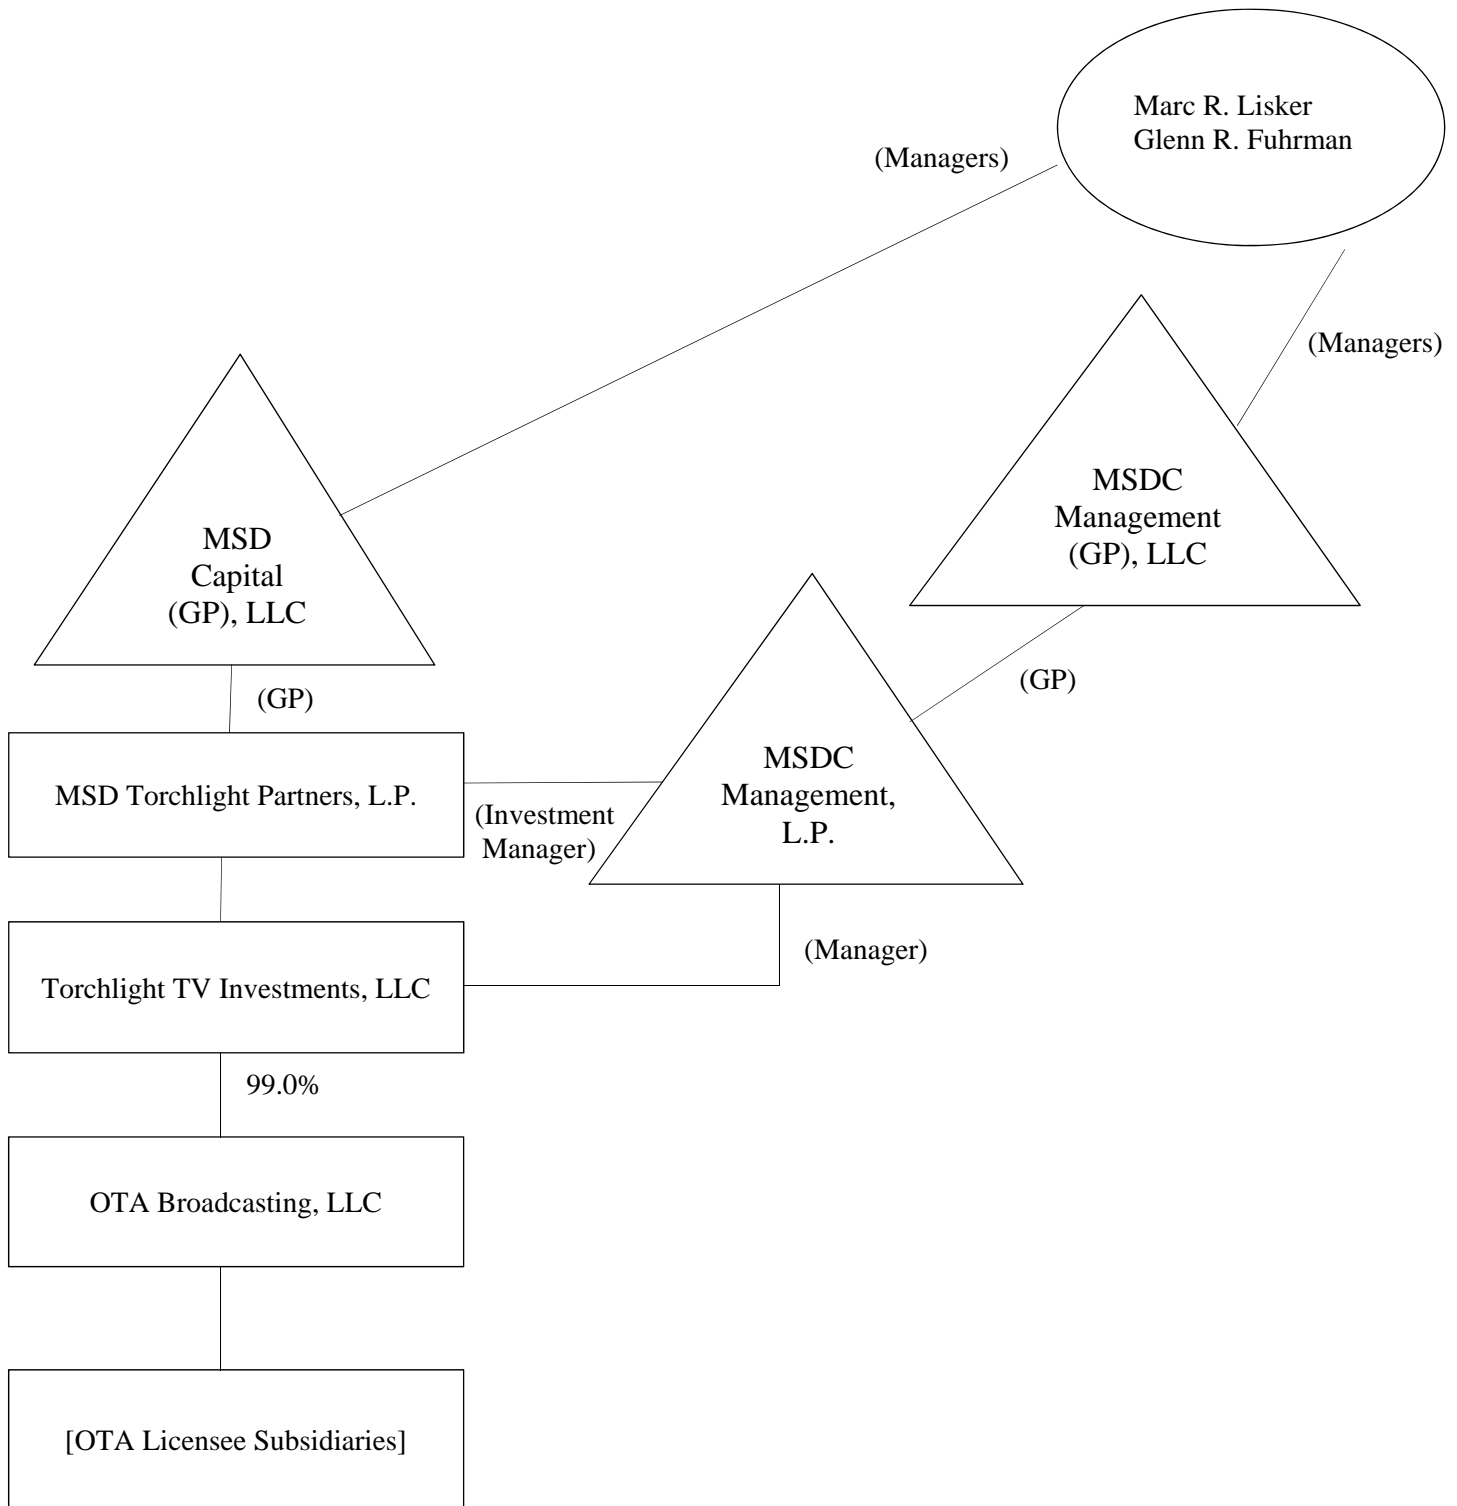 Marc R. Lisker
Glenn R. Fuhrman
(Managers)
(Managers)
MSD
Capital
(GP), LLC
MSDC
Management
(GP), LLC
(GP)
(GP)
MSD Torchlight Partners, L.P.
(Investment
Manager)
MSDC
Management,
L.P.
Torchlight TV Investments, LLC
(Manager)
99.0%
OTA Broadcasting, LLC
[OTA Licensee Subsidiaries]